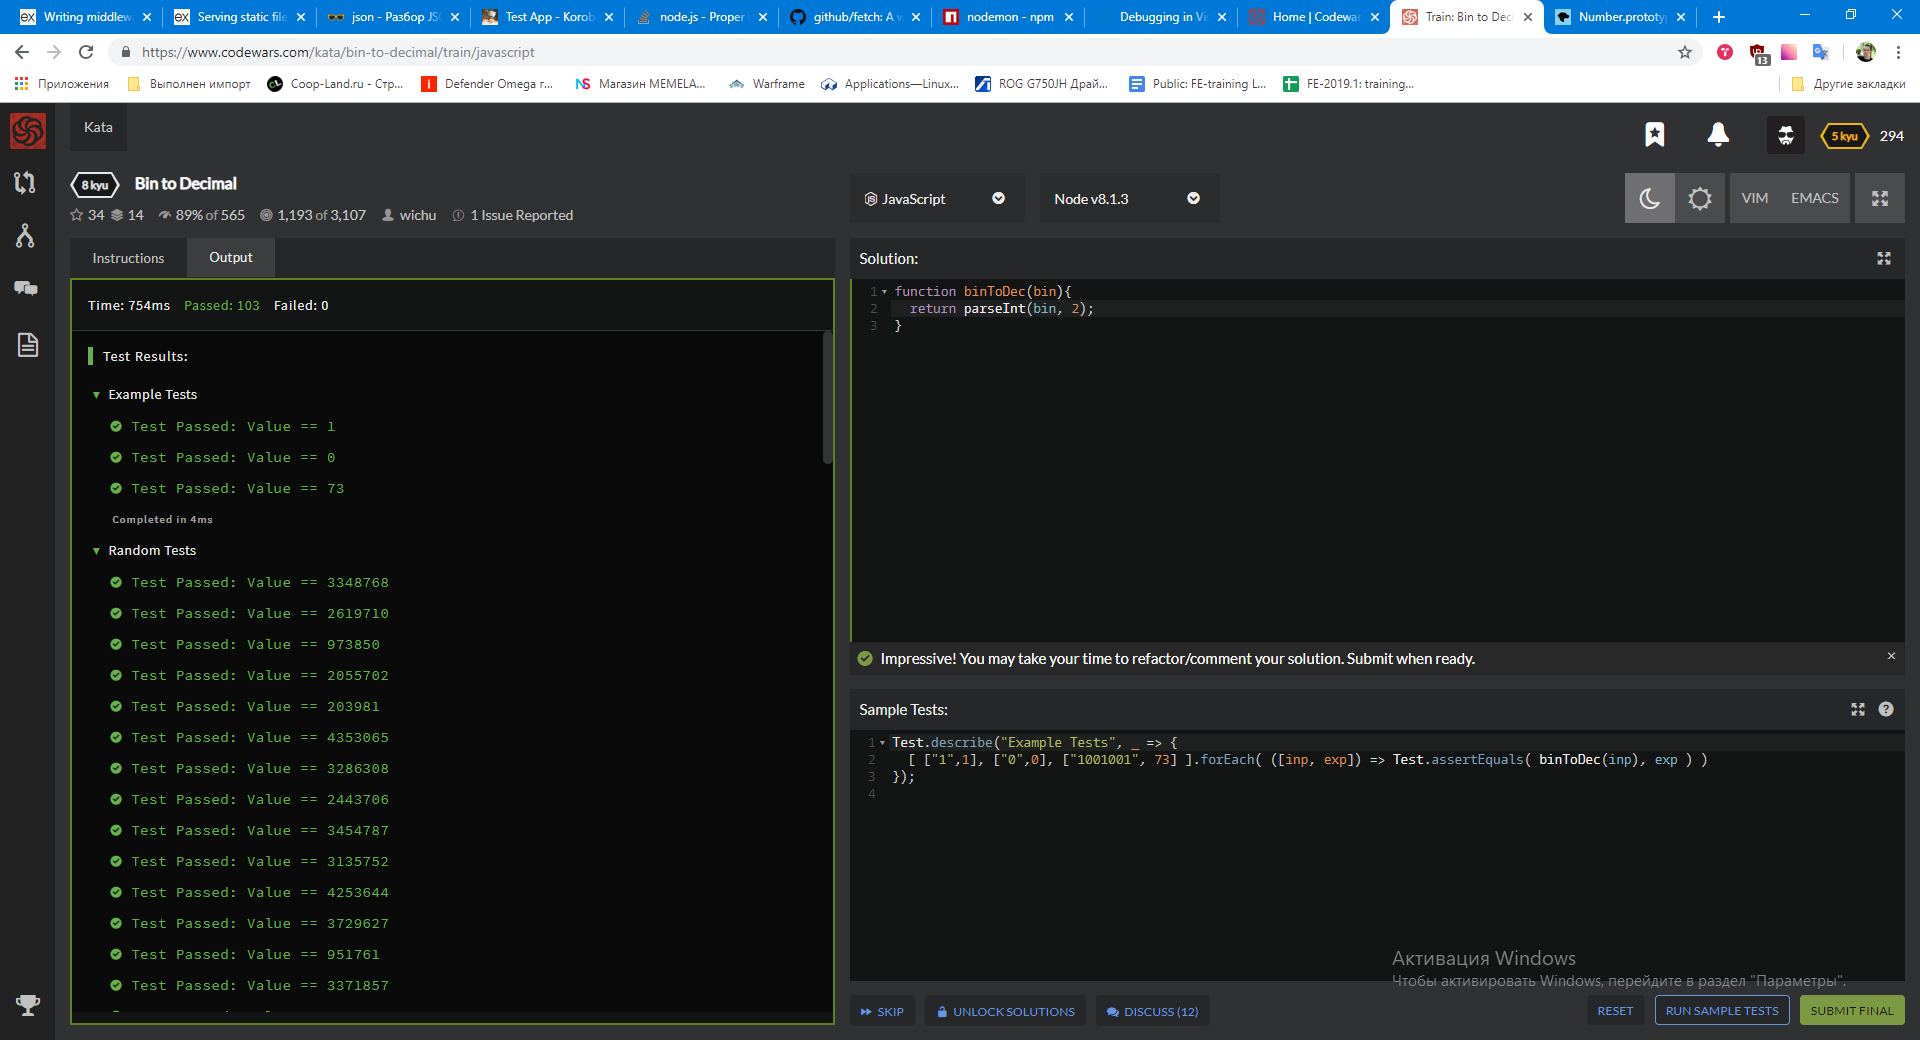 Writing middlew
Serving static file
json - Разбор JSO
Test App - Korob
node.js - Proper
github/fetch: A w
nodemon - npm
Debugging in Vi
Home | Codewar
Train: Bin to Deci
Number.prototy
https://www.codewars.com/kata/bin-to-decimal/train/javascript
13
Приложения
Выполнен импорт
Coop-Land.ru - Стр...
Defender Omega r...
NS Магазин MEMELA...
Warframe
Applications—Linux...
ROG G750JH Драй...
Public: FE-training L...
FE-2019.1: training...
Другие закладки
Kata
5 kyu 294
8 kyu Bin to Decimal
34 14 89% of 565 1,193 of 3,107 wichu 1 Issue Reported
JavaScript
Node v8.1.3
VIM EMACS
Instructions Output
Time: 754ms Passed: 103 Failed: 0
Test Results:
Example Tests
Test Passed: Value == 1
Test Passed: Value == 0
Test Passed: Value == 73
Completed in 4ms
Random Tests
Test Passed: Value == 3348768
Test Passed: Value == 2619710
Test Passed: Value == 973850
Test Passed: Value == 2055702
Test Passed: Value == 203981
Test Passed: Value == 4353065
Test Passed: Value == 3286308
Test Passed: Value == 2443706
Test Passed: Value == 3454787
Test Passed: Value == 3135752
Test Passed: Value == 4253644
Test Passed: Value == 3729627
Test Passed: Value == 951761
Test Passed: Value == 3371857
Solution:
1 function binToDec(bin){
2 return parseInt(bin, 2);
3 }
Impressive! You may take your time to refactor/comment your solution. Submit when ready.
Sample Tests:
1 Test.describe("Example Tests", _ => {
2 [ ["1",1], ["0",0], ["1001001", 73] ].forEach( ([inp, exp]) => Test.assertEquals( binToDec(inp), exp ) )
3 });
4
Активация Windows
Чтобы активировать Windows, перейдите в раздел "Параметры".
SKIP
UNLOCK SOLUTIONS
DISCUSS (12)
RESET
RUN SAMPLE TESTS
SUBMIT FINAL